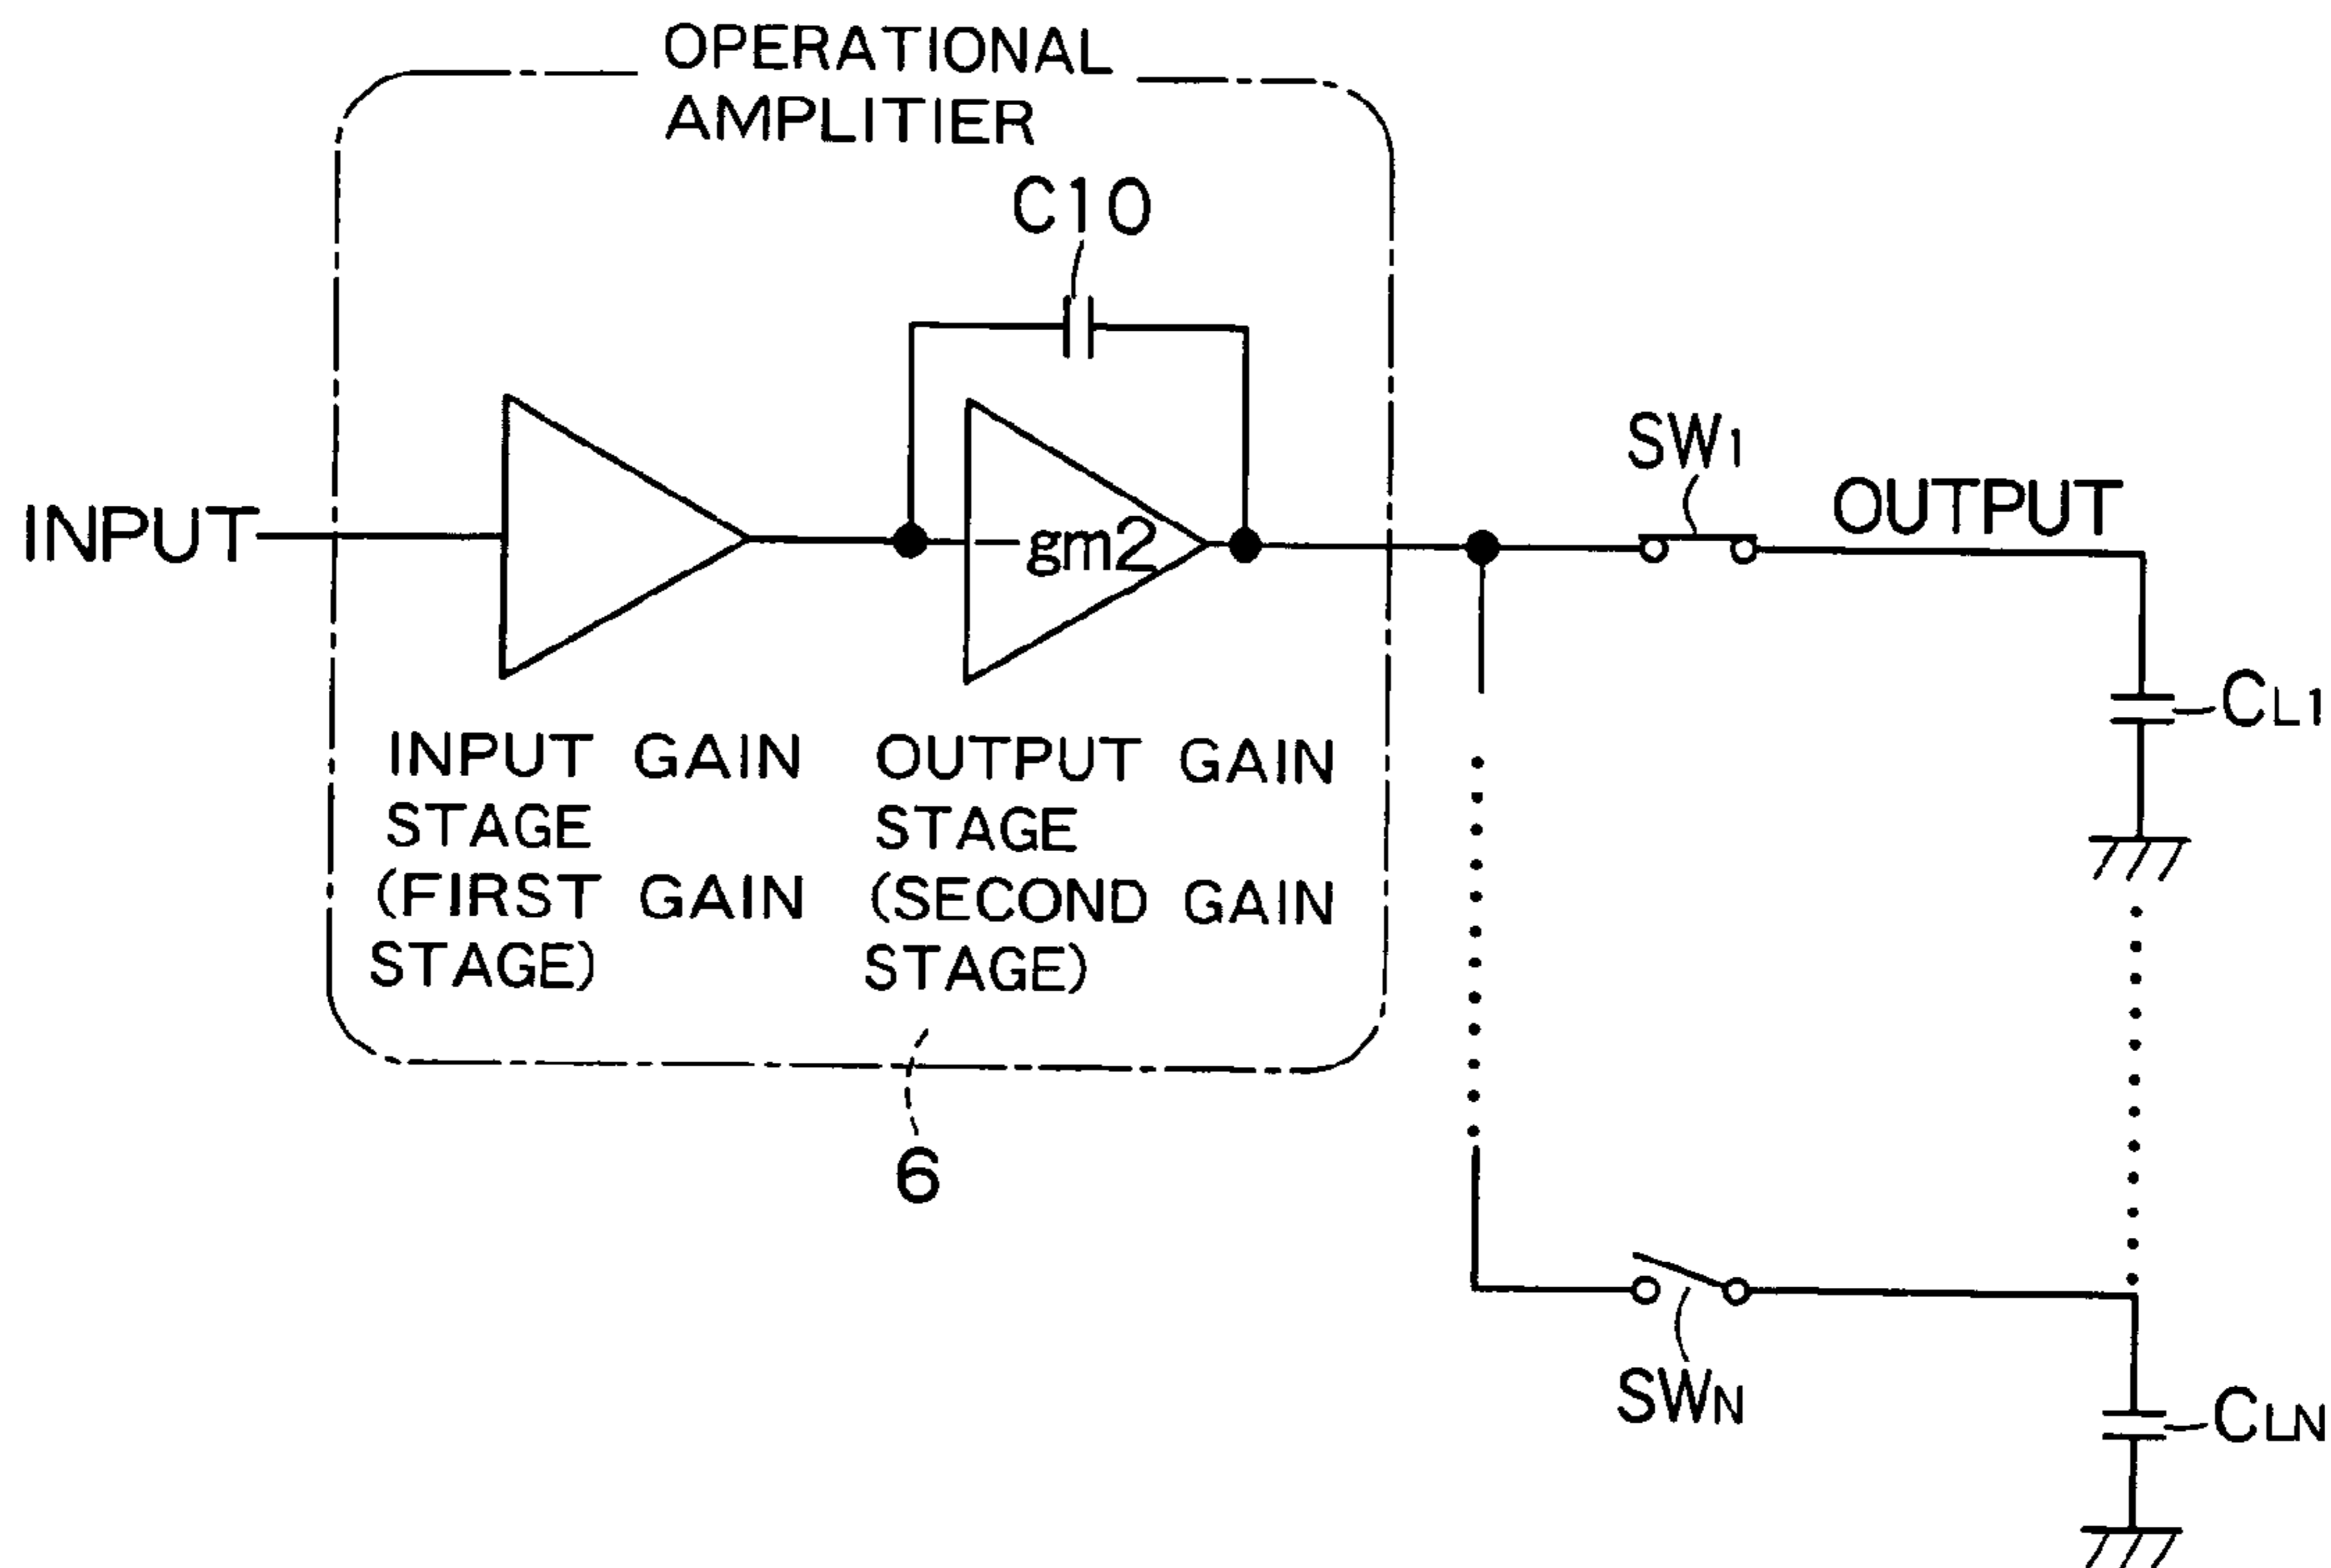 OPERATIONAL
AMPLITIER
C10
INPUT
gm2
SW1
OUTPUT
CL1
INPUT GAIN
STAGE
(FIRST GAIN
STAGE)
OUTPUT GAIN
STAGE
(SECOND GAIN
STAGE)
6
SWN
CLN